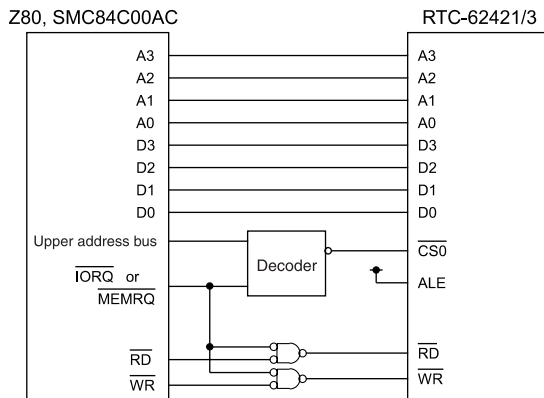 Z80, SMC84C00AC
RTC-62421/3
A3
A3
A2
A2
A1
A1
A0
A0
D3
D3
D2
D2
D1
D1
D0
D0
Upper address bus
Decoder
CS0
IORQ or
MEMRQ
ALE
RD
RD
WR
WR